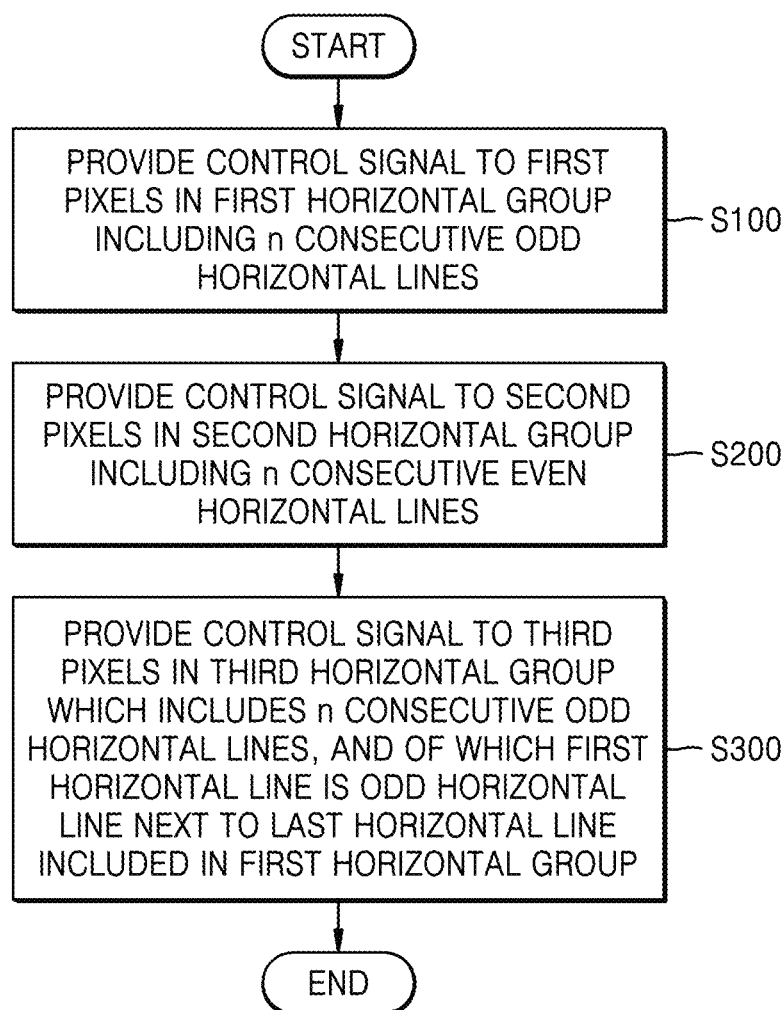 START
PROVIDE CONTROL SIGNAL TO FIRST
PIXELS IN FIRST HORIZONTAL GROUP
INCLUDING n CONSECUTIVE ODD
HORIZONTAL LINES
S100
PROVIDE CONTROL SIGNAL TO SECOND
PIXELS IN SECOND HORIZONTAL GROUP
INCLUDING n CONSECUTIVE EVEN
HORIZONTAL LINES
S200
PROVIDE CONTROL SIGNAL TO THIRD
PIXELS IN THIRD HORIZONTAL GROUP
WHICH INCLUDES n CONSECUTIVE ODD
HORIZONTAL LINES, AND OF WHICH FIRST
HORIZONTAL LINE IS ODD HORIZONTAL
LINE NEXT TO LAST HORIZONTAL LINE
INCLUDED IN FIRST HORIZONTAL GROUP
S300
END